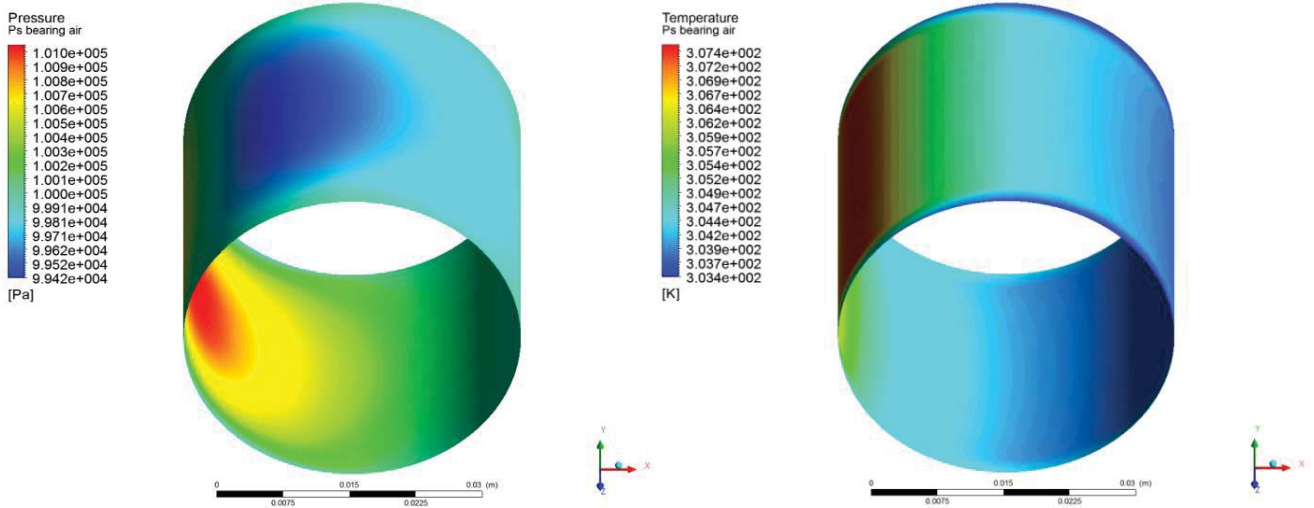 Pressure
Ps bearing air
1.010e+005
1.009e+005
1.008e+005
1.007e+005
1.006e+005
1.005e+005
1.003e+005
1.002e+005
1.001e+005
1.000e+005
9.991e+004
9.981e+004
9.971e+004
9.962e+004
9.952e+004
9.942e+004
[Pa]
0 0.015 0.03 (m)
0.0075 0.0225
Y
X
Z
Temperature
Ps bearing air
3.074e+002
3.072e+002
3.069e+002
3.067e+002
3.064e+002
3.062e+002
3.059e+002
3.057e+002
3.054e+002
3.052e+002
3.049e+002
3.047e+002
3.044e+002
3.042e+002
3.039e+002
3.037e+002
3.034e+002
[K]
0 0.015 0.03 (m)
0.0075 0.0225
Y
X
Z